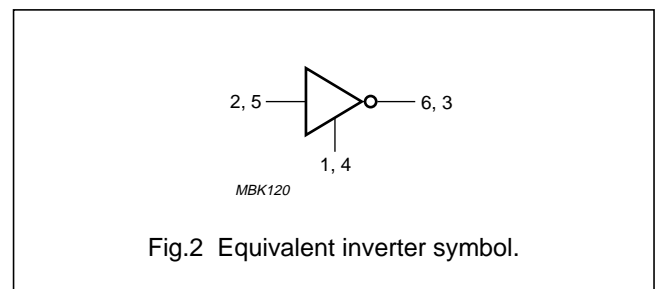 2, 5
6, 3
1, 4
MBK120
Fig.2 Equivalent inverter symbol.